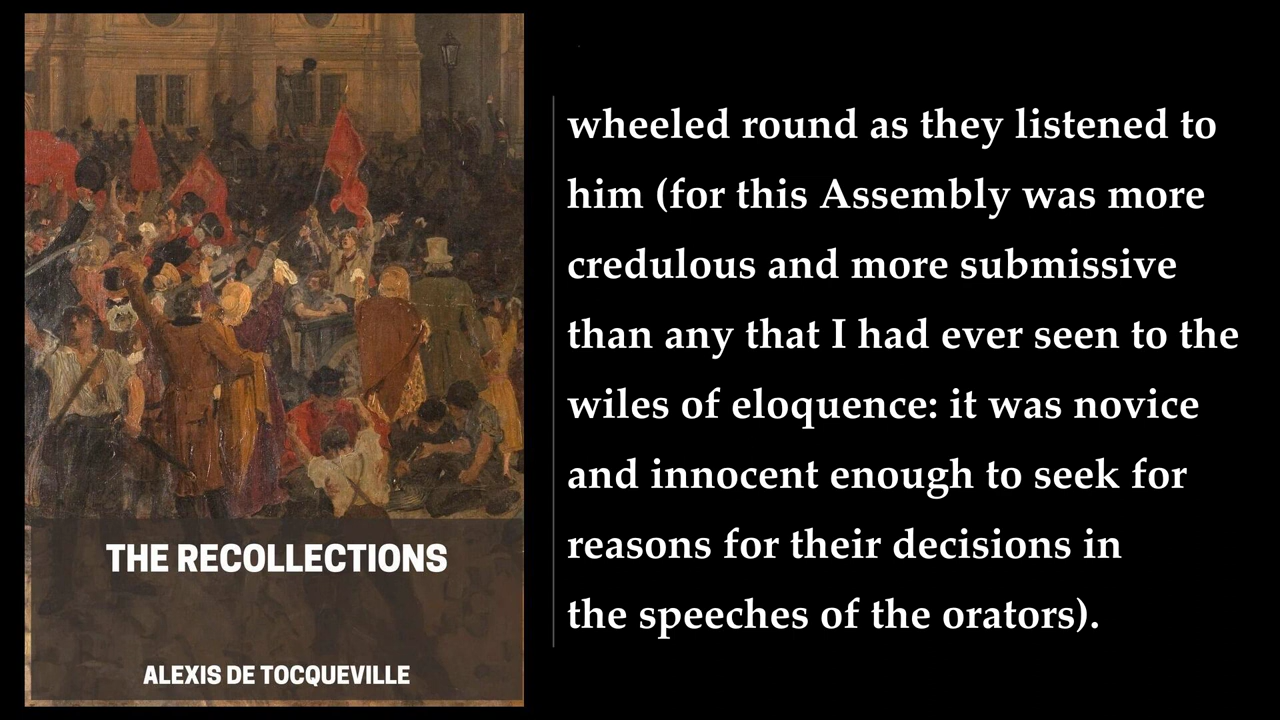 THE RECOLLECTIONS
ALEXIS DE TOCQUEVILLE
wheeled round as they listened to
him (for this Assembly was more
credulous and more submissive
than any that I had ever seen to the
wiles of eloquence: it was novice
and innocent enough to seek for
reasons for their decisions in
the speeches of the orators).